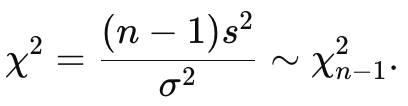 χ² = (n − 1)s² / σ² ∼ χ²ₙ₋₁.